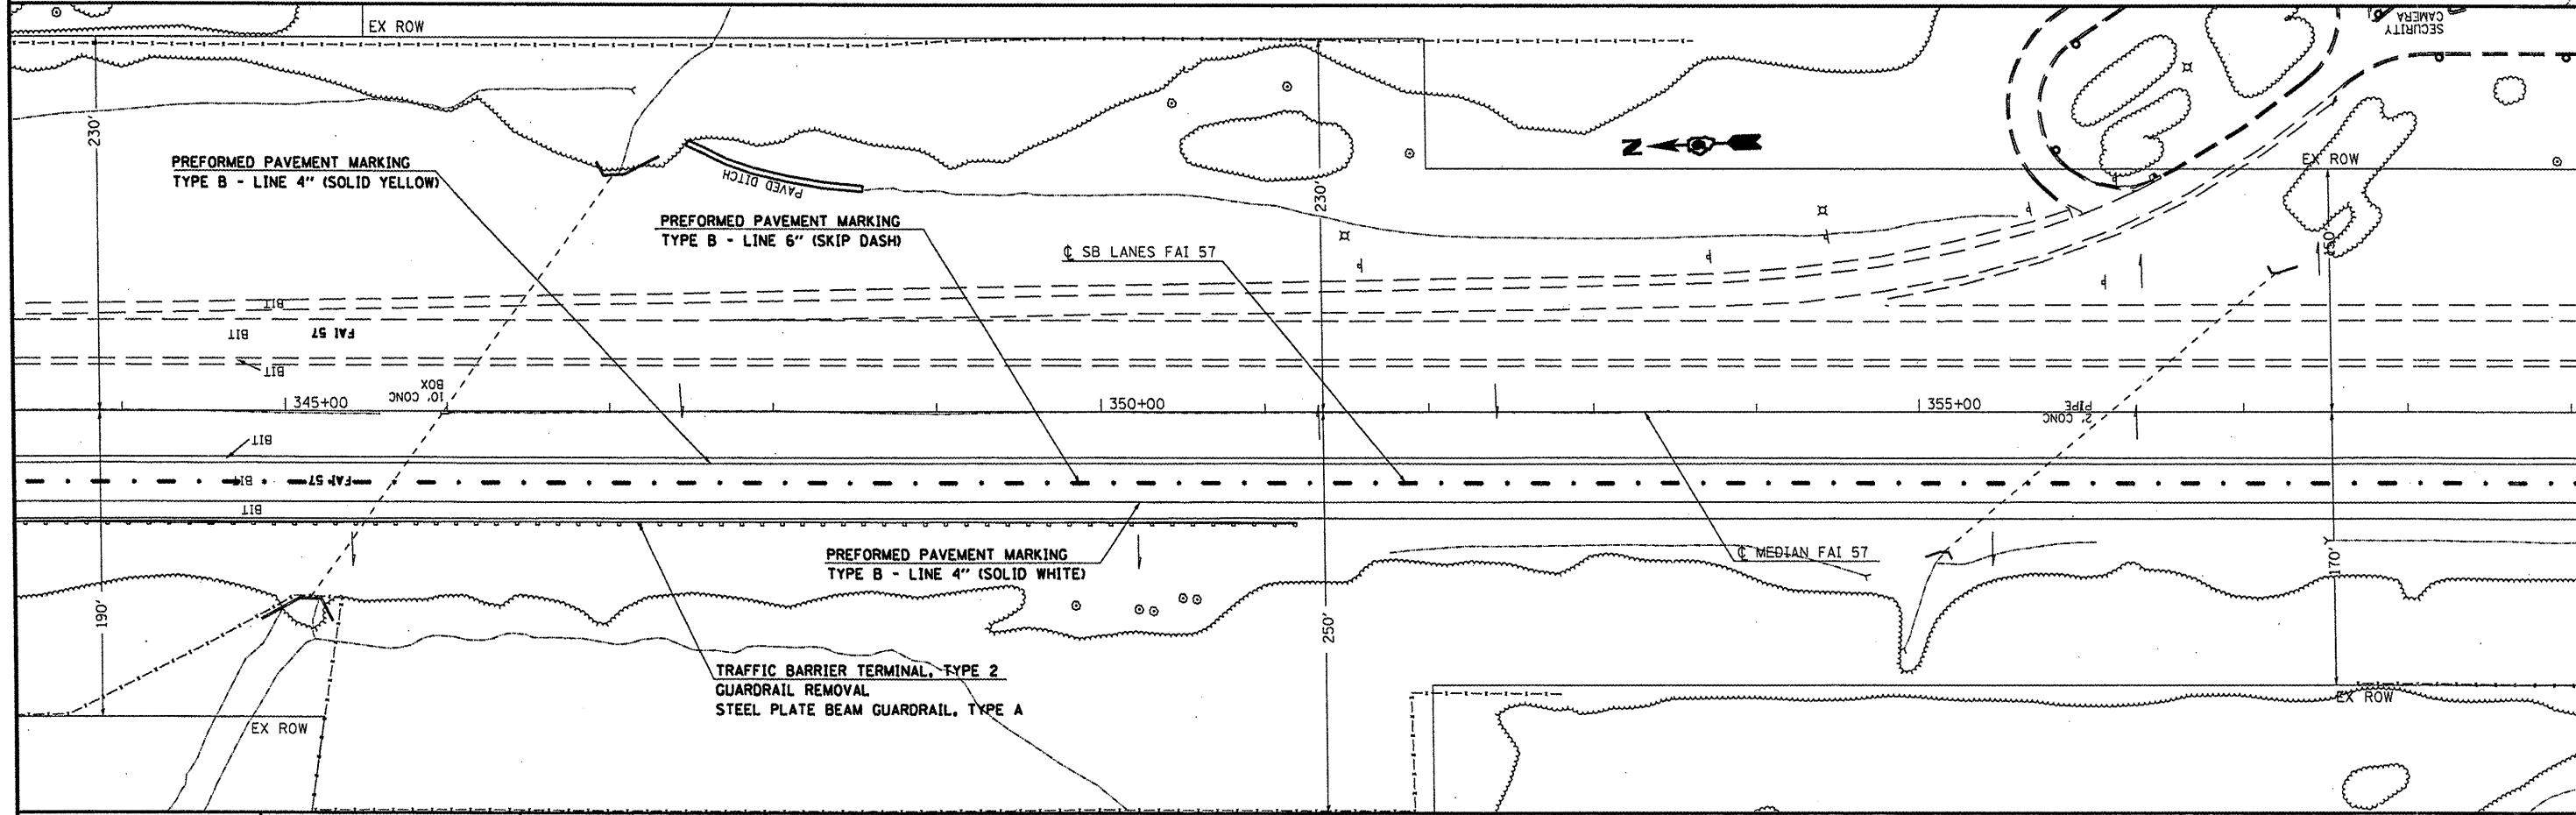 EX ROW
SECURITY
CAMERA
230'
PREFORMED PAVEMENT MARKING
TYPE B - LINE 4" (SOLID YELLOW)
PAVED DITCH
230'
N
EX ROW
PREFORMED PAVEMENT MARKING
TYPE B - LINE 6" (SKIP DASH)
℄ SB LANES FAI 57
150'
BIT
BIT
FAI 57
BIT
10' CONC
BOX
345+00
350+00
355+00
2' CONC
PIPE
BIT
BIT
FAI 57
BIT
PREFORMED PAVEMENT MARKING
TYPE B - LINE 4" (SOLID WHITE)
℄ MEDIAN FAI 57
170'
190'
250'
TRAFFIC BARRIER TERMINAL, TYPE 2
GUARDRAIL REMOVAL
STEEL PLATE BEAM GUARDRAIL, TYPE A
EX ROW
EX ROW